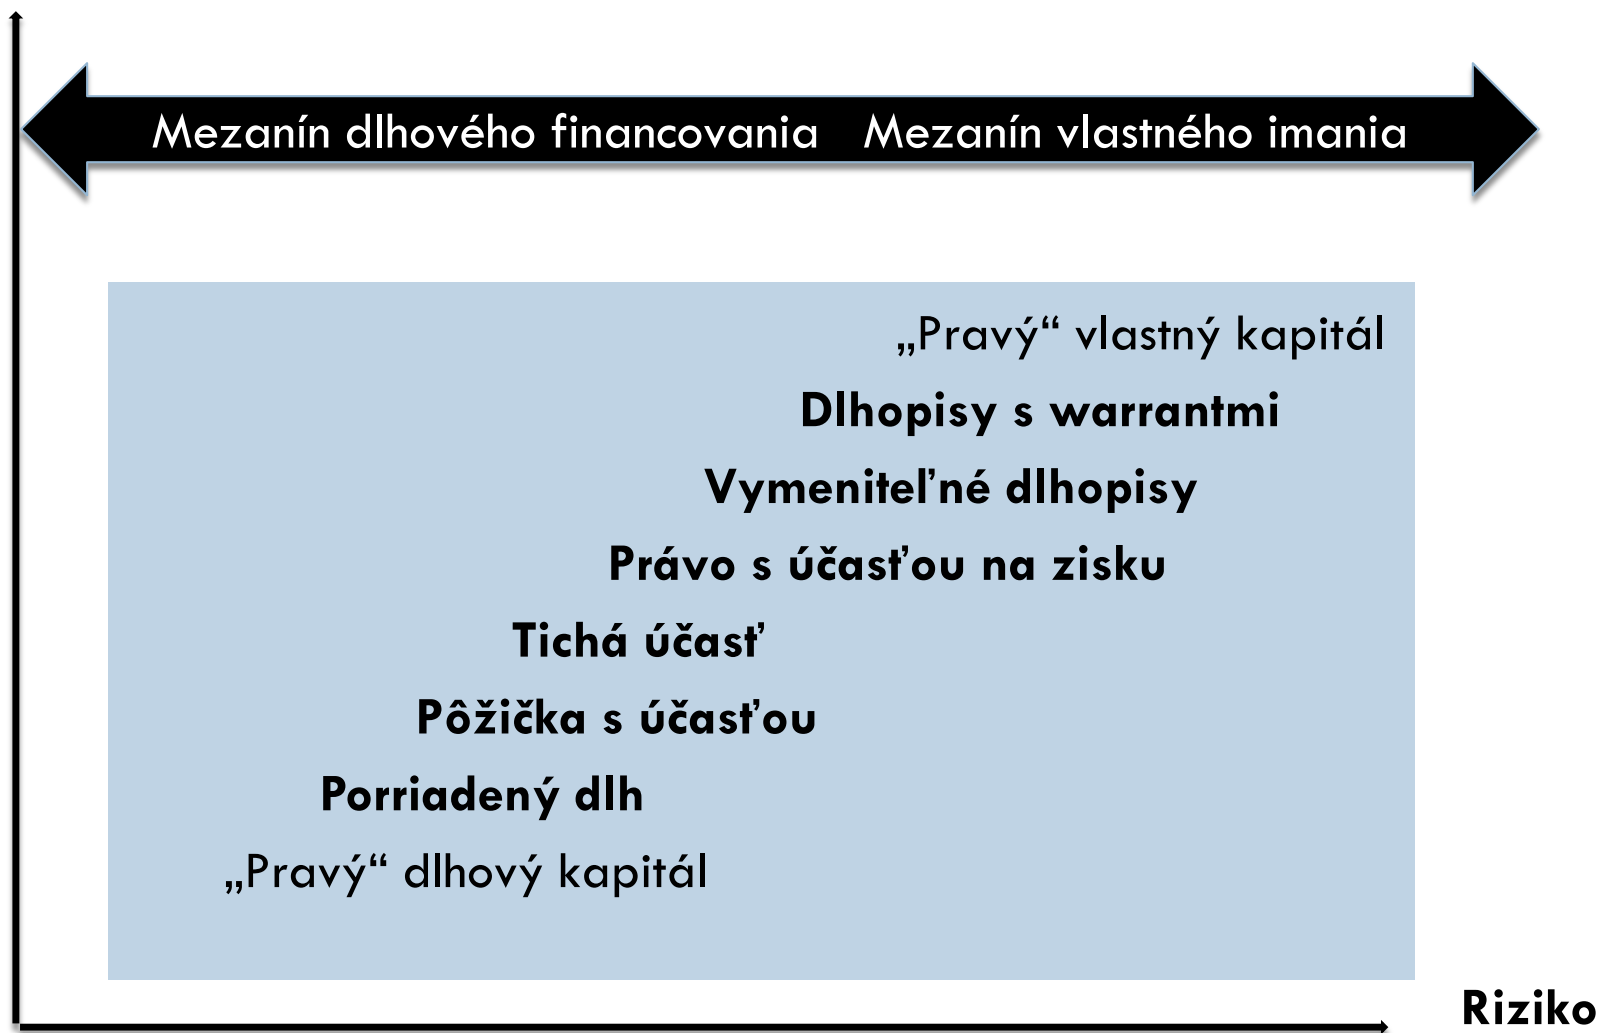 Mezanín dlhového financovania Mezanín vlastného imania
„Pravý“ vlastný kapitál
Dlhopisy s warrantmi
Vymeniteľné dlhopisy
Právo s účasťou na zisku
Tichá účasť
Pôžička s účasťou
Porriadený dlh
„Pravý“ dlhový kapitál
Riziko